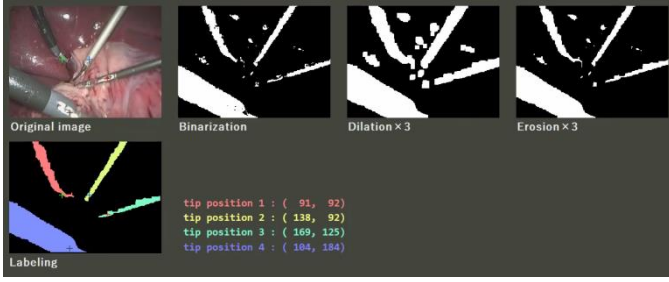 Original image
Binarization
Dilation × 3
Erosion × 3
tip position 1 : (  91,  92)
tip position 2 : ( 138,  92)
tip position 3 : ( 169, 125)
tip position 4 : ( 104, 184)
Labeling